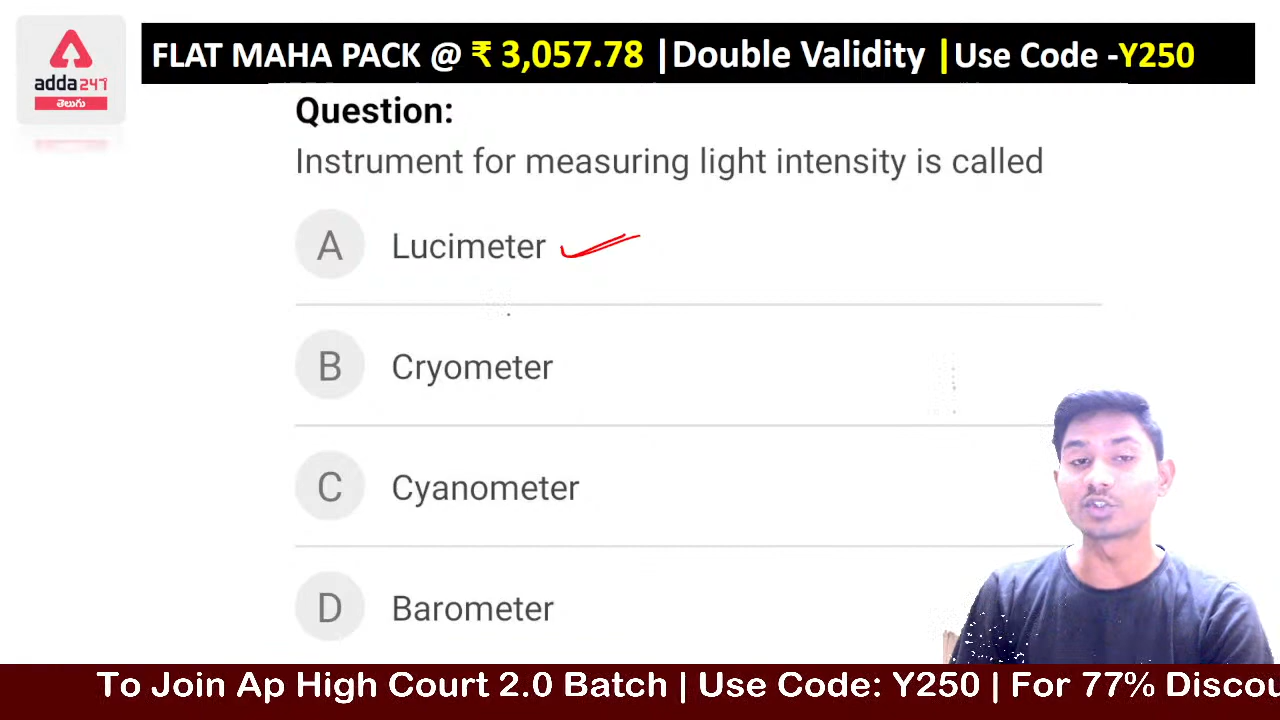 FLAT MAHA PACK @ ₹ 3,057.78 |Double Validity |Use Code -Y250
adda247
తెలుగు
Question:
Instrument for measuring light intensity is called
A Lucimeter
B Cryometer
C Cyanometer
D Barometer
To Join Ap High Court 2.0 Batch | Use Code: Y250 | For 77% Discou